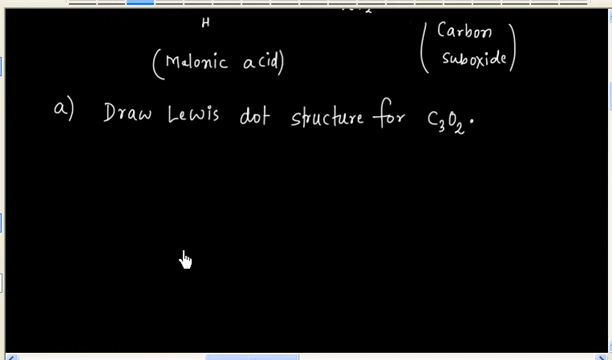 H
Carbon
(Malonic acid) (suboxide)
a) Draw Lewis dot structure for C₃O₂.